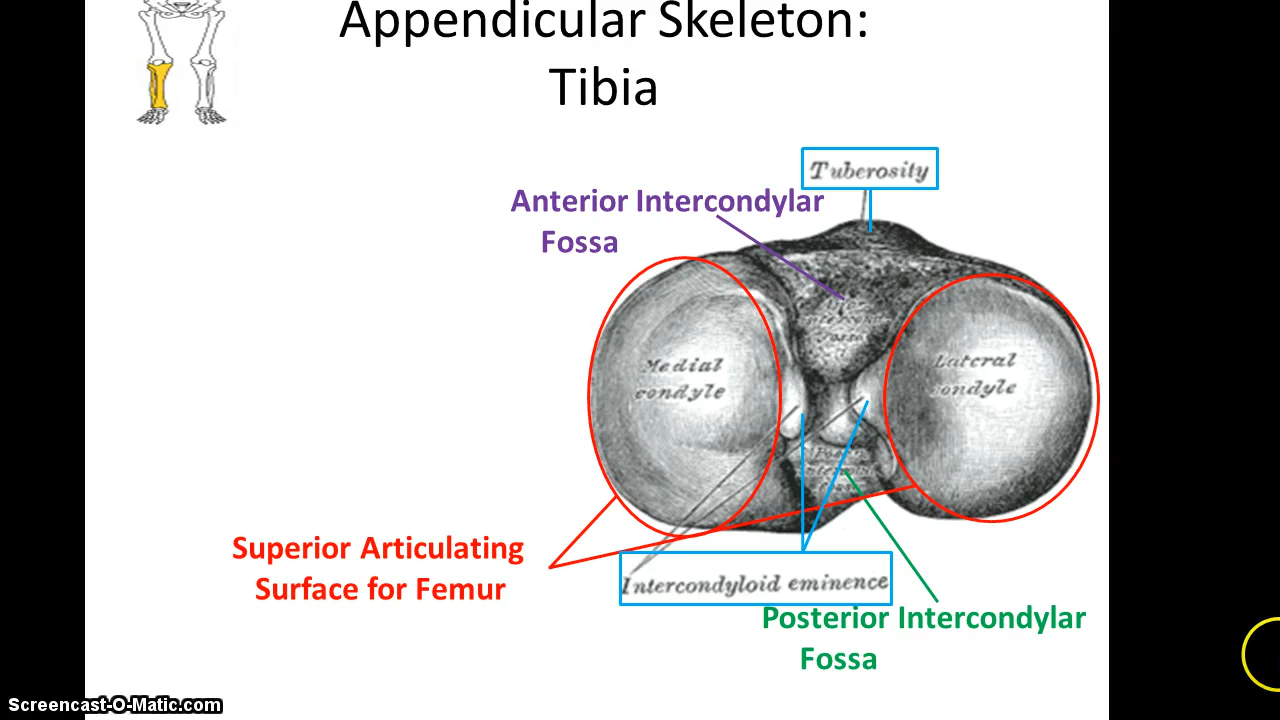 Appendicular Skeleton:
Tibia
Tuberosity
Anterior Intercondylar
Fossa
Medial
condyle
Lateral
condyle
Superior Articulating
Surface for Femur
Intercondyloid eminence
Posterior Intercondylar
Fossa
Screencast-O-Matic.com